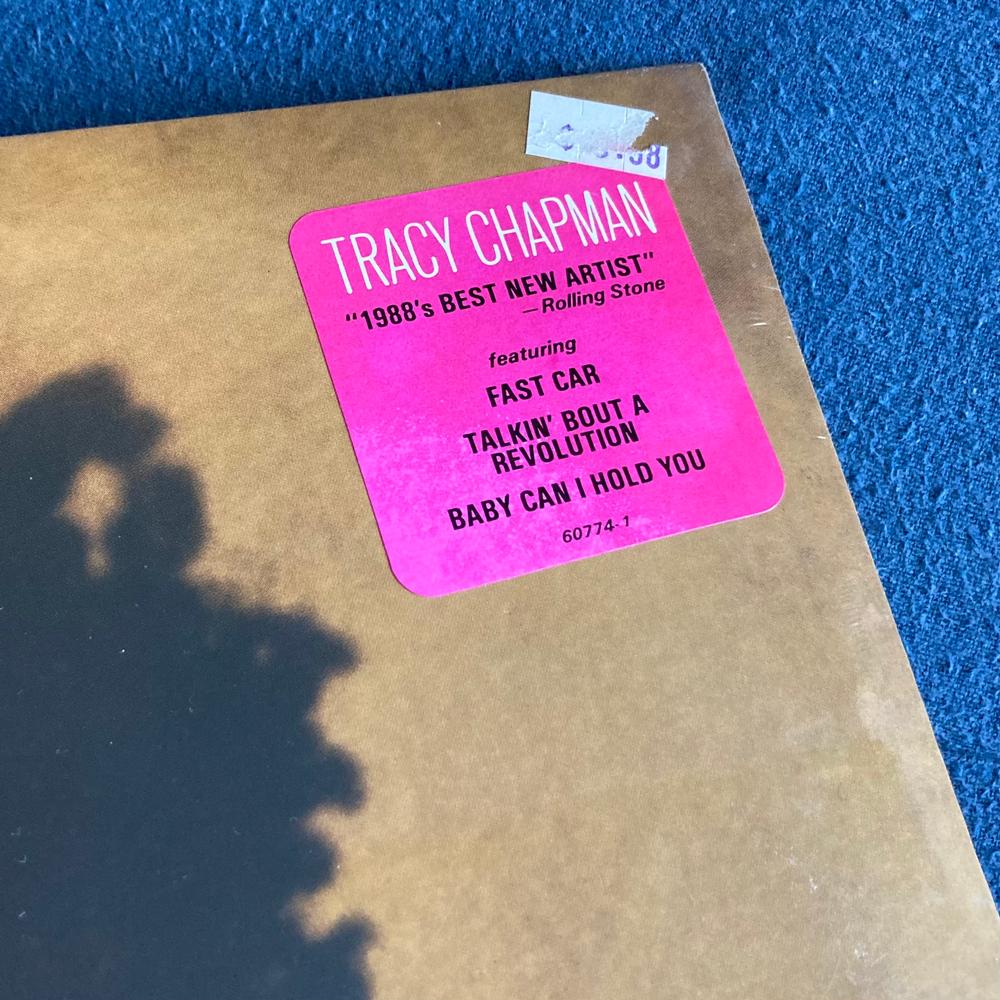 TRACY CHAPMAN
"1988's BEST NEW ARTIST"
—Rolling Stone
featuring
FAST CAR
TALKIN' BOUT A
REVOLUTION
BABY CAN I HOLD YOU
60774-1